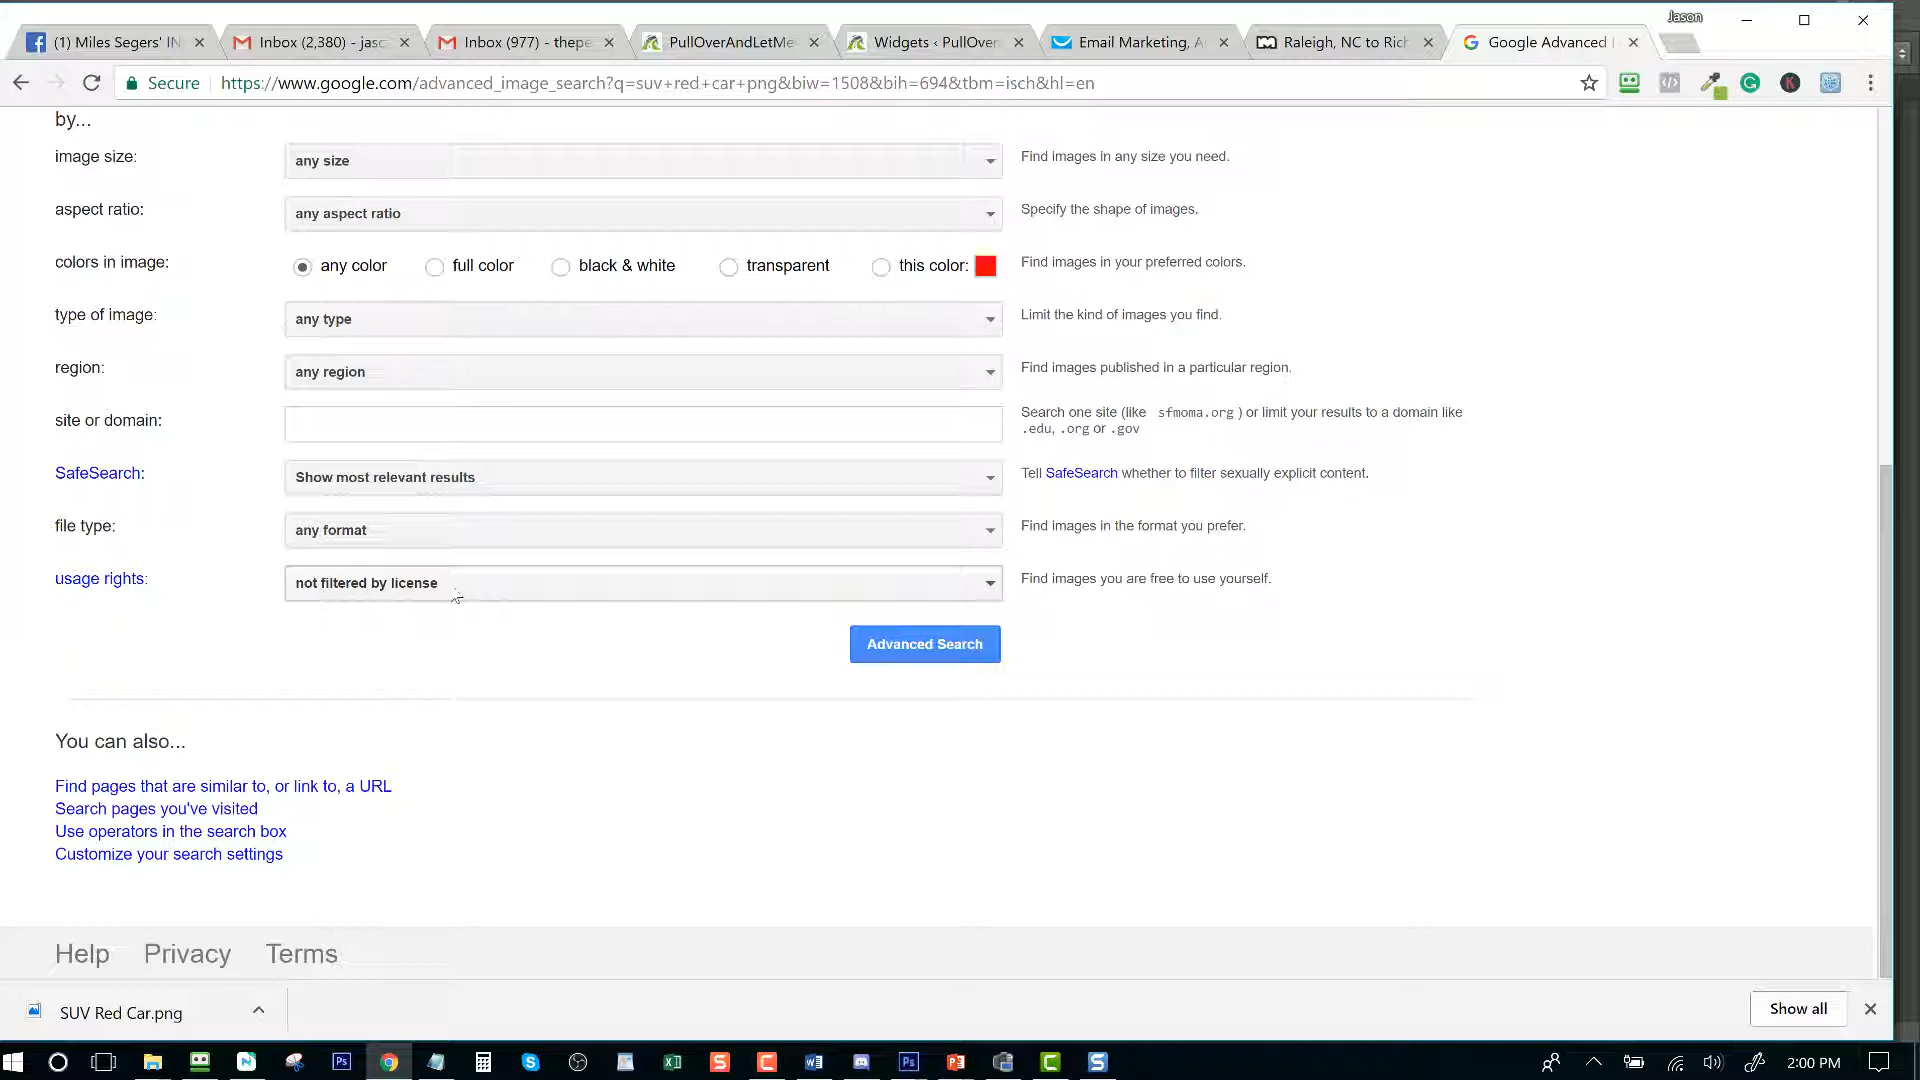 Jason
(1) Miles Segers' IN
Inbox (2,380) - jasc
Inbox (977) - thepe
PullOverAndLetMe
Widgets ‹ PullOver
Email Marketing, A
Raleigh, NC to Rich
Google Advanced I
Secure https://www.google.com/advanced_image_search?q=suv+red+car+png&biw=1508&bih=694&tbm=isch&hl=en
by...
image size: any size Find images in any size you need.
aspect ratio: any aspect ratio Specify the shape of images.
colors in image: any color full color black & white transparent this color: Find images in your preferred colors.
type of image: any type Limit the kind of images you find.
region: any region Find images published in a particular region.
site or domain: Search one site (like sfmoma.org ) or limit your results to a domain like
.edu, .org or .gov
SafeSearch: Show most relevant results Tell SafeSearch whether to filter sexually explicit content.
file type: any format Find images in the format you prefer.
usage rights: not filtered by license Find images you are free to use yourself.
Advanced Search
You can also...
Find pages that are similar to, or link to, a URL
Search pages you've visited
Use operators in the search box
Customize your search settings
Help Privacy Terms
SUV Red Car.png
Show all
2:00 PM